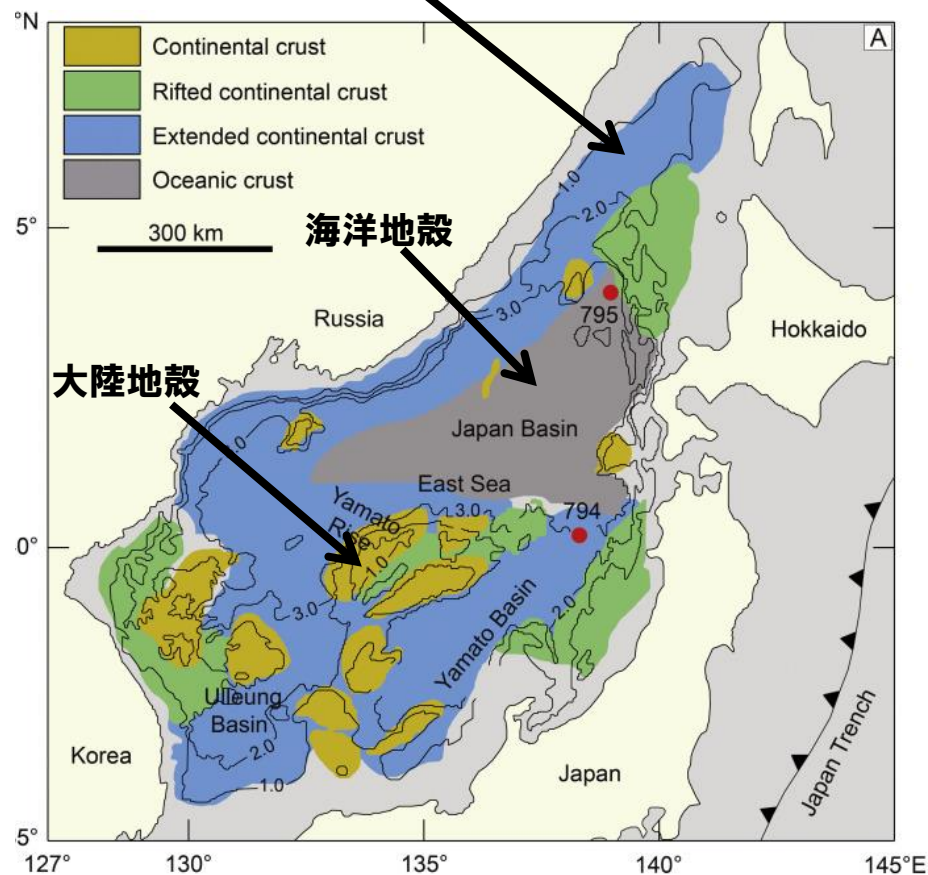 °N
A
Continental crust
Rifted continental crust
Extended continental crust
Oceanic crust
1.0
2.0
5°
300 km
海洋地殻
795
3.0
Russia
Hokkaido
大陸地殻
Japan Basin
1.0
East Sea
Yamato
Rise
3.0
794
0°
1.0
3.0
2.0
Yamato Basin
Ulleung
Basin
2.0
Korea
1.0
Japan
Japan Trench
5°
127°
130°
135°
140°
145°E